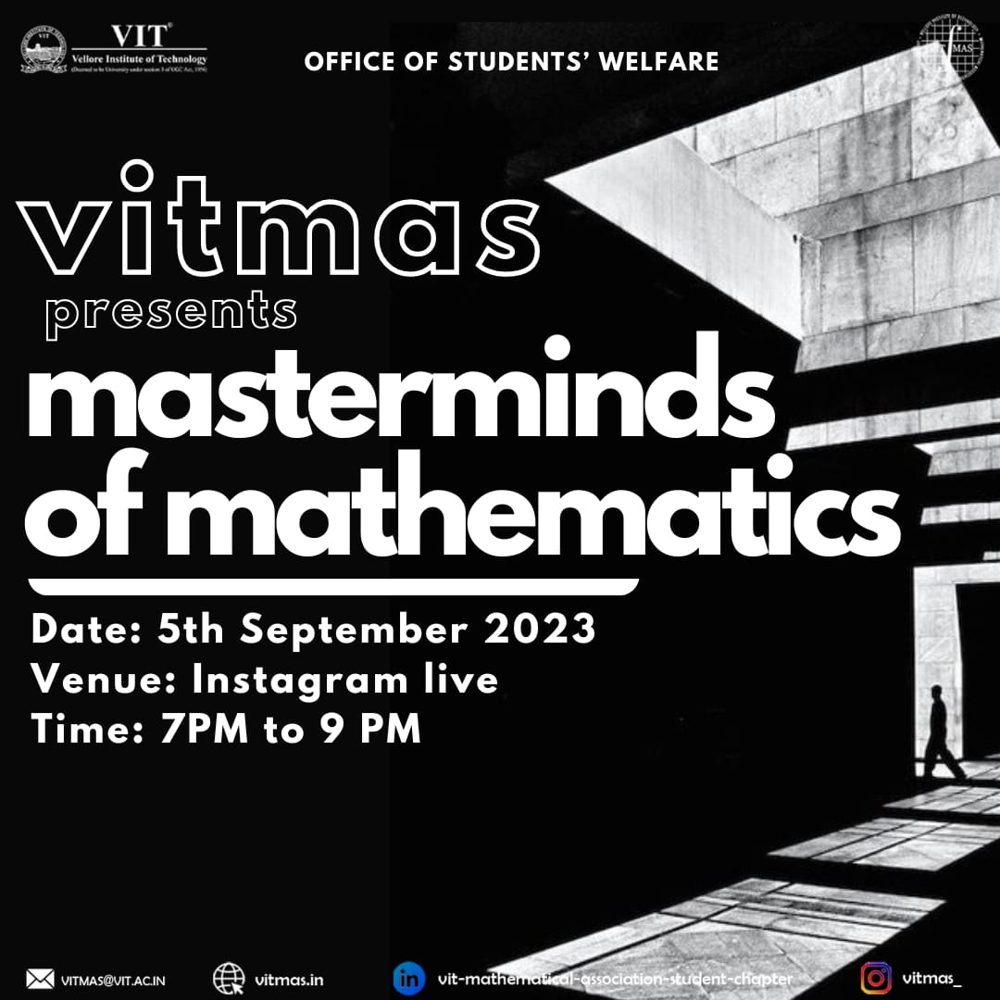 VIT®
Vellore Institute of Technology
(Deemed to be University under section 3 of UGC Act, 1956)
OFFICE OF STUDENTS’ WELFARE
vitmas
presents
masterminds
of mathematics
Date: 5th September 2023
Venue: Instagram live
Time: 7PM to 9 PM
VITMAS@VIT.AC.IN
vitmas.in
vit-mathematical-association-student-chapter
vitmas_